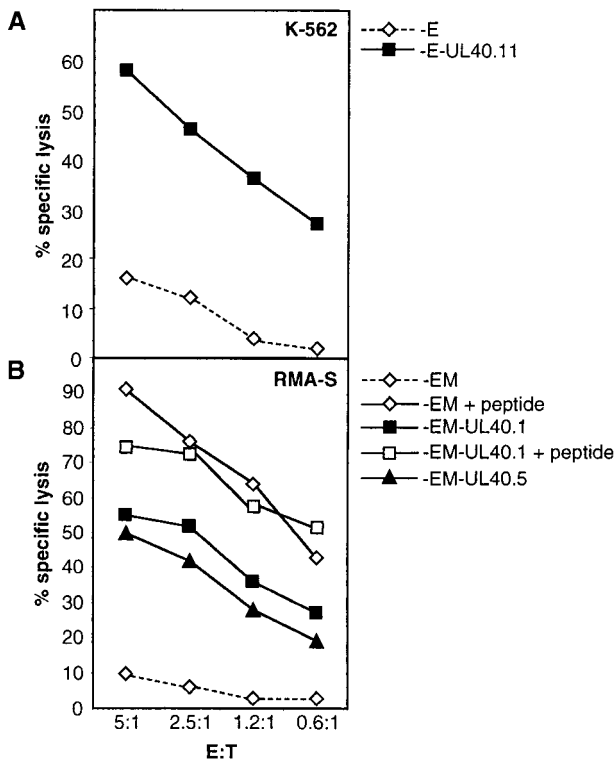 A
K-562
-E
-E-UL40.11
% specific lysis
60
50
40
30
20
10
0
B
RMA-S
-EM
-EM + peptide
-EM-UL40.1
-EM-UL40.1 + peptide
-EM-UL40.5
% specific lysis
90
80
70
60
50
40
30
20
10
0
5:1 2.5:1 1.2:1 0.6:1
E:T